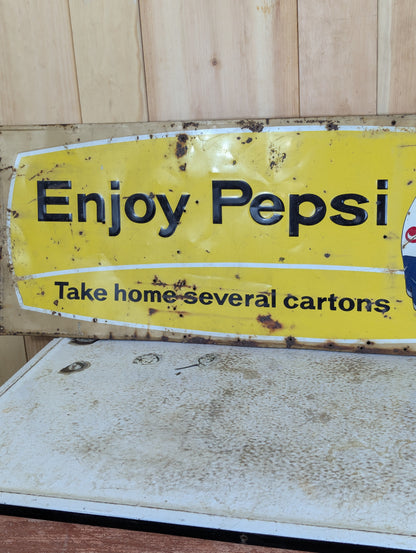 Enjoy Pepsi
Take home several cartons